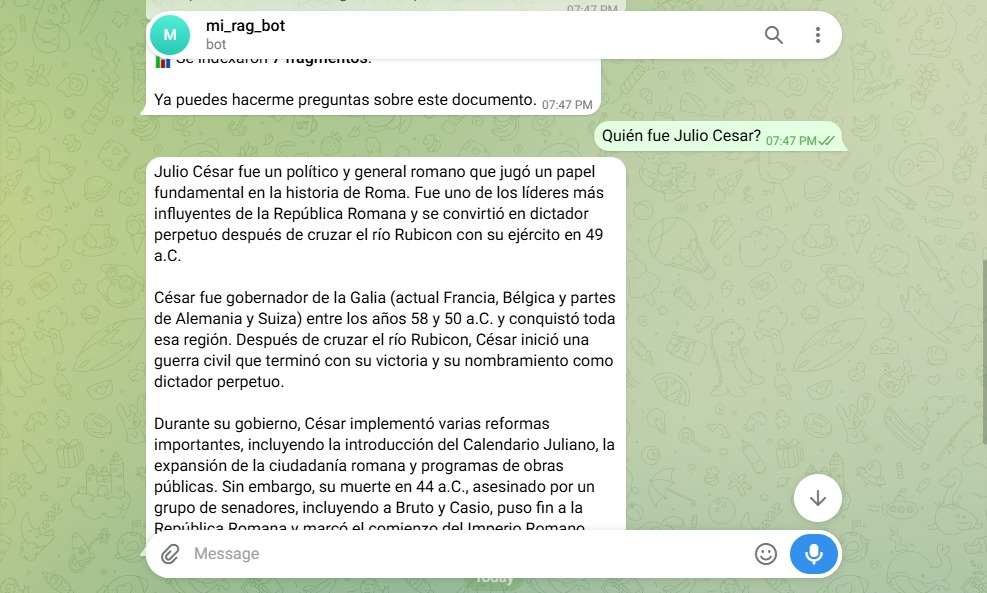 07:47 PM
M
mi_rag_bot
bot
Se indexaron 7 fragmentos.
Ya puedes hacerme preguntas sobre este documento. 07:47 PM
Quién fue Julio Cesar? 07:47 PM
Julio César fue un político y general romano que jugó un papel
fundamental en la historia de Roma. Fue uno de los líderes más
influyentes de la República Romana y se convirtió en dictador
perpetuo después de cruzar el río Rubicon con su ejército en 49
a.C.
César fue gobernador de la Galia (actual Francia, Bélgica y partes
de Alemania y Suiza) entre los años 58 y 50 a.C. y conquistó toda
esa región. Después de cruzar el río Rubicon, César inició una
guerra civil que terminó con su victoria y su nombramiento como
dictador perpetuo.
Durante su gobierno, César implementó varias reformas
importantes, incluyendo la introducción del Calendario Juliano, la
expansión de la ciudadanía romana y programas de obras
públicas. Sin embargo, su muerte en 44 a.C., asesinado por un
grupo de senadores, incluyendo a Bruto y Casio, puso fin a la
República Romana y marcó el comienzo del Imperio Romano
Message
Today